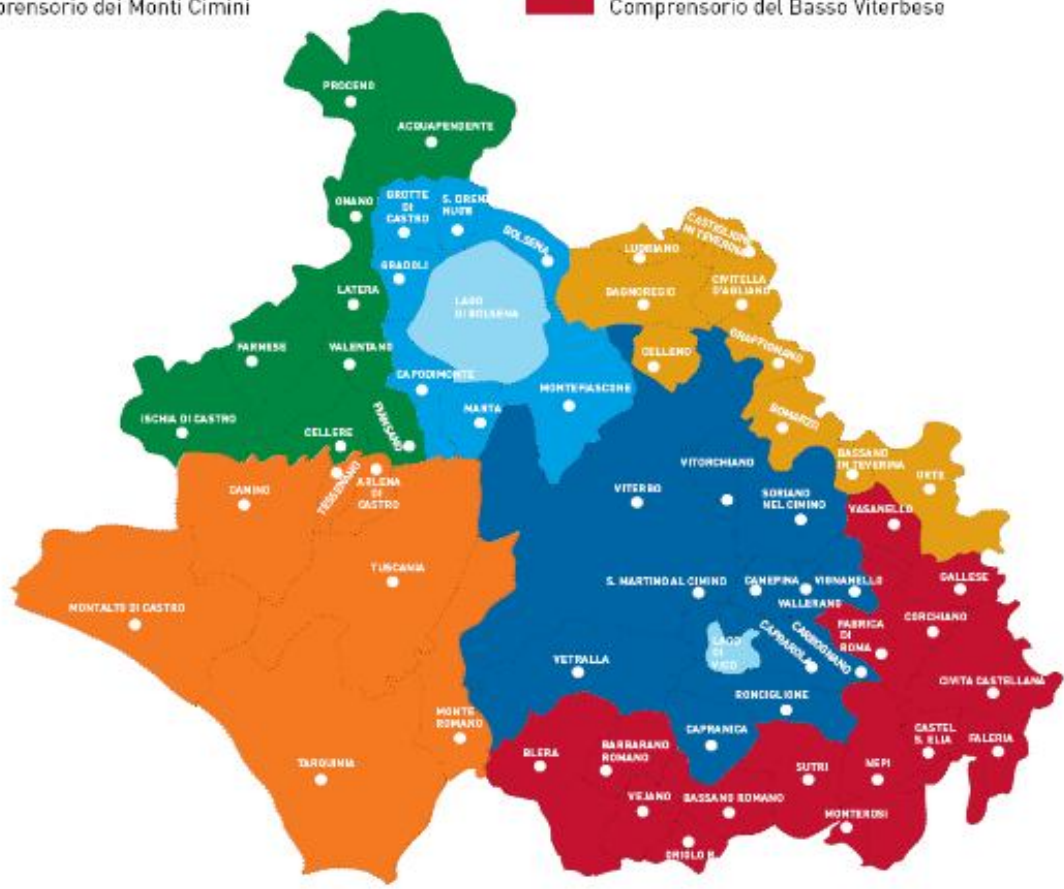 prensorio dei Monti Cimini
Comprensorio del Basso Viterbese
PROCENO
ACQUAPENDENTE
ONANO
GROTTE
DI
CASTRO
BOLSENA
GRADOLI
LATERA
LAGO
DI BOLSENA
LUBRIANO
CASTIGLIONE
IN TEVERINA
BAGNOREGIO
CIVITELLA
D'AGLIANO
FARNESE
VALENTANO
CELLENO
GRAFFIGNANO
CAPODIMONTE
MONTEFIASCONE
MARTA
BOMARZO
ISCHIA DI CASTRO
CELLERE
PIANSANO
TESSENNANO
ARLENA
DI
CASTRO
CANINO
VITORCHIANO
VITERBO
SORIANO
NEL CIMINO
BASSANO
IN TEVERINA
ORTE
VASANELLO
TUSCANIA
S. MARTINO AL CIMINO
CANEPINA
VIGNANELLO
VALLERANO
GALLESE
MONTALTO DI CASTRO
CORCHIANO
FABRICA
DI
ROMA
LAGO
DI
VICO
CAPRAROLA
CARBOGNANO
VETRALLA
RONCIGLIONE
CIVITA CASTELLANA
MONTE
ROMANO
CAPRANICA
CASTEL
S. ELIA
FALERIA
TARQUINIA
BLERA
BARBARANO
ROMANO
SUTRI
NEPI
VEJANO
BASSANO ROMANO
MONTEROSI
ORIOLO R.